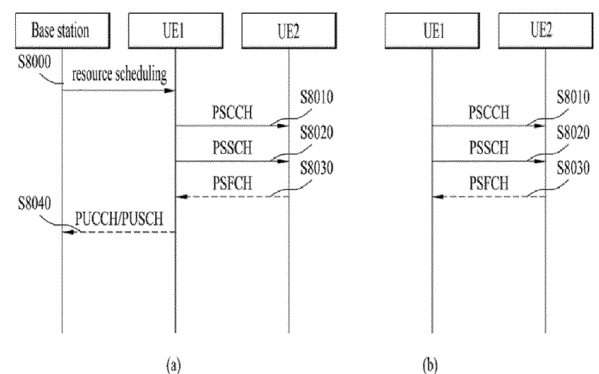 Base station UE1 UE2 UE1 UE2
S8000 resource scheduling
PSCCH S8010 PSCCH S8010
PSSCH S8020 PSSCH S8020
PSFCH S8030 PSFCH S8030
S8040 PUCCH/PUSCH
(a) (b)